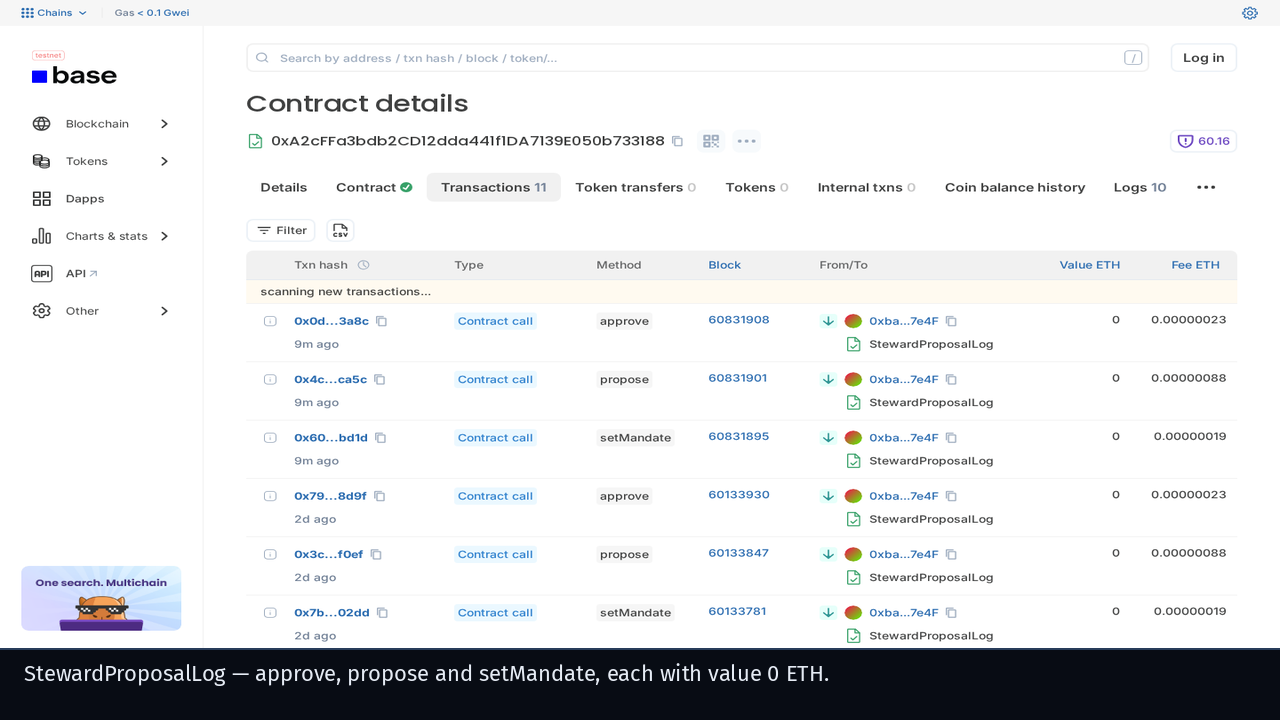 Chains
Gas < 0.1 Gwei
testnet
base
Search by address / txn hash / block / token/...
/
Log in
Blockchain
Tokens
Dapps
Charts & stats
API API
Other
One search. Multichain
Contract details
0xA2cFFa3bdb2CD12dda441f1DA7139E050b733188
60.16
Details Contract Transactions 11 Token transfers 0 Tokens 0 Internal txns 0 Coin balance history Logs 10
Filter CSV
Txn hash Type Method Block From/To Value ETH Fee ETH
scanning new transactions...
0x0d...3a8c Contract call approve 60831908 0xba...7e4F 0 0.00000023
9m ago StewardProposalLog
0x4c...ca5c Contract call propose 60831901 0xba...7e4F 0 0.00000088
9m ago StewardProposalLog
0x60...bd1d Contract call setMandate 60831895 0xba...7e4F 0 0.00000019
9m ago StewardProposalLog
0x79...8d9f Contract call approve 60133930 0xba...7e4F 0 0.00000023
2d ago StewardProposalLog
0x3c...f0ef Contract call propose 60133847 0xba...7e4F 0 0.00000088
2d ago StewardProposalLog
0x7b...02dd Contract call setMandate 60133781 0xba...7e4F 0 0.00000019
2d ago StewardProposalLog
StewardProposalLog — approve, propose and setMandate, each with value 0 ETH.